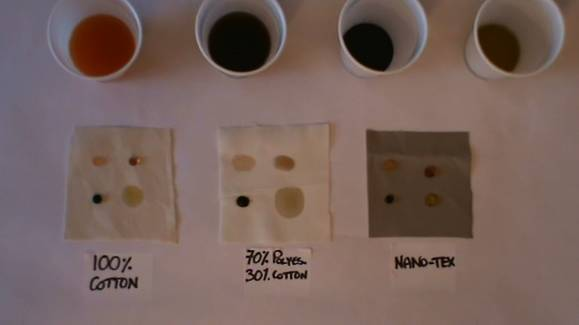 100%
COTTON
70% POLYES.
30% COTTON
NANO-TEX